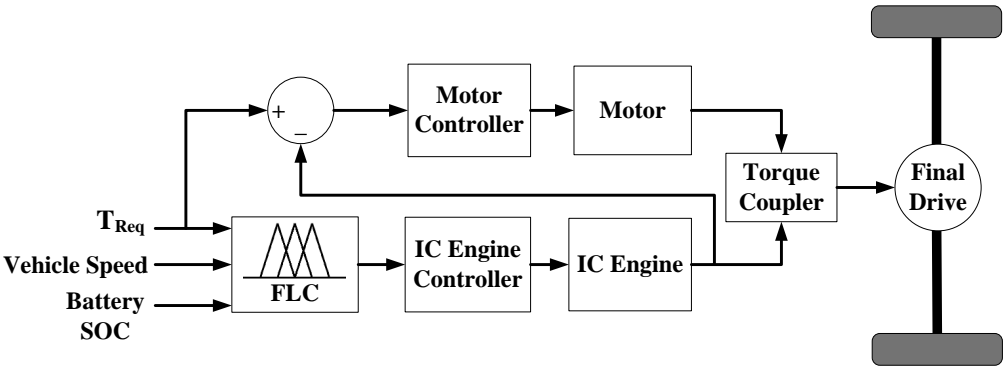 +
−
Motor
Controller
Motor
Torque
Coupler
Final
Drive
T_Req
Vehicle Speed
Battery
SOC
FLC
IC Engine
Controller
IC Engine